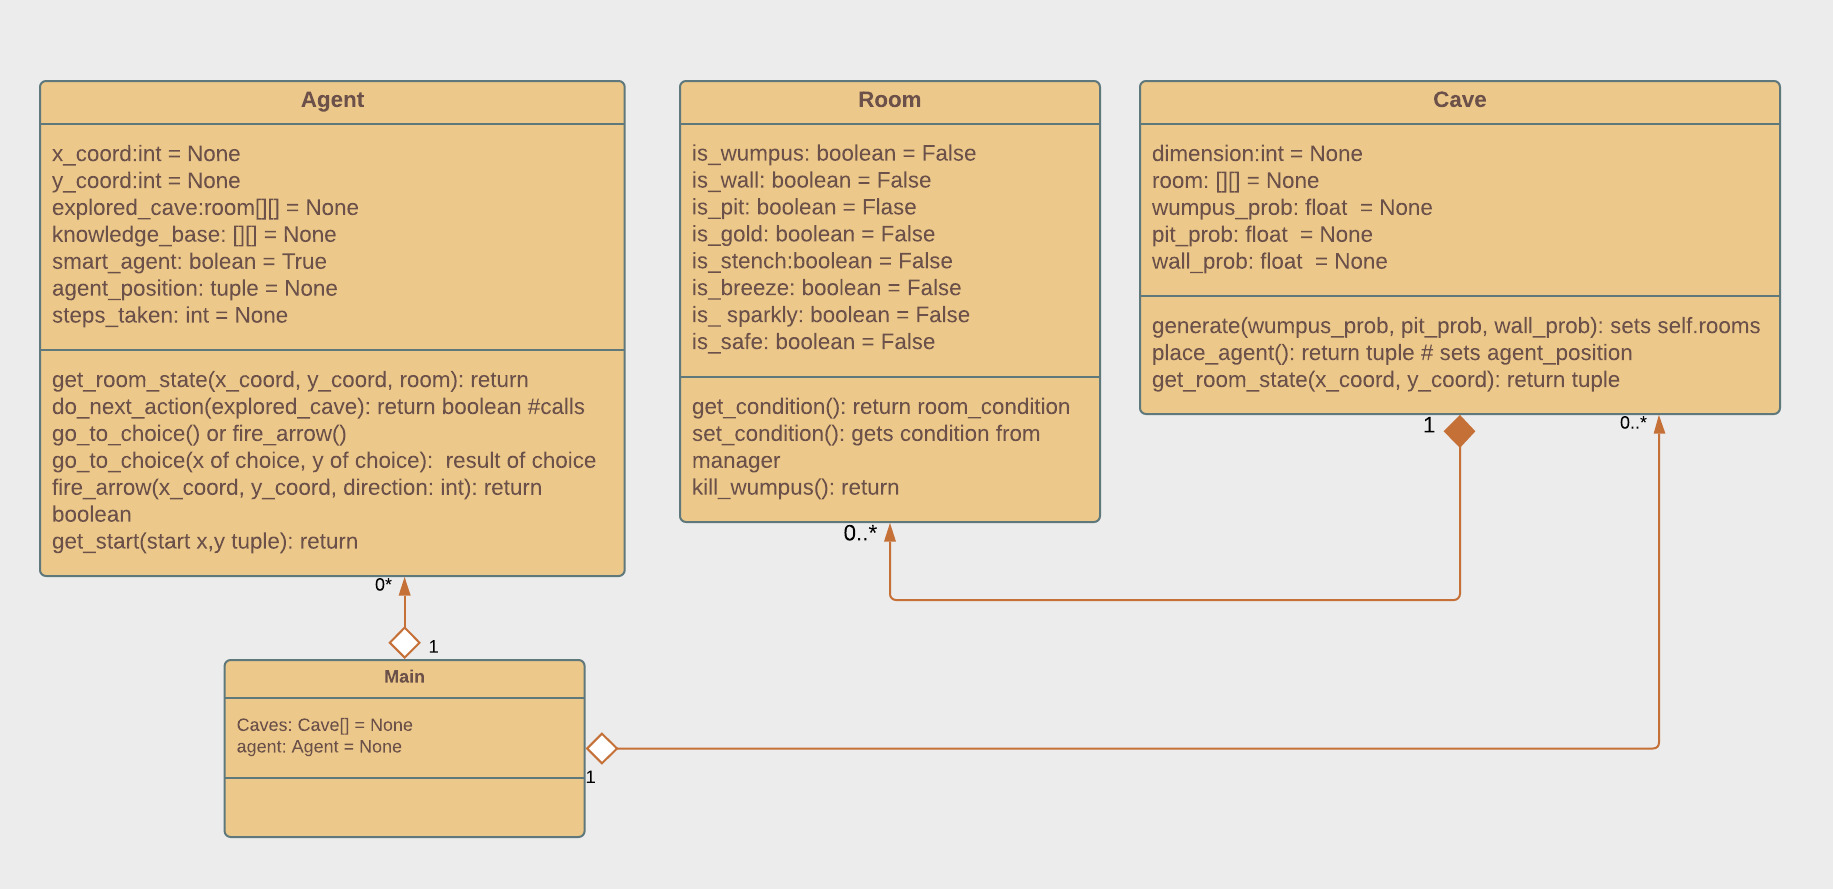 Agent
x_coord:int = None
y_coord:int = None
explored_cave:room[][] = None
knowledge_base: [][] = None
smart_agent: bolean = True
agent_position: tuple = None
steps_taken: int = None
get_room_state(x_coord, y_coord, room): return
do_next_action(explored_cave): return boolean #calls
go_to_choice() or fire_arrow()
go_to_choice(x of choice, y of choice):  result of choice
fire_arrow(x_coord, y_coord, direction: int): return
boolean
get_start(start x,y tuple): return
Room
is_wumpus: boolean = False
is_wall: boolean = False
is_pit: boolean = Flase
is_gold: boolean = False
is_stench:boolean = False
is_breeze: boolean = False
is_ sparkly: boolean = False
is_safe: boolean = False
get_condition(): return room_condition
set_condition(): gets condition from
manager
kill_wumpus(): return
Cave
dimension:int = None
room: [][] = None
wumpus_prob: float  = None
pit_prob: float  = None
wall_prob: float  = None
generate(wumpus_prob, pit_prob, wall_prob): sets self.rooms
place_agent(): return tuple # sets agent_position
get_room_state(x_coord, y_coord): return tuple
1
0..*
0..*
0*
1
Main
Caves: Cave[] = None
agent: Agent = None
1